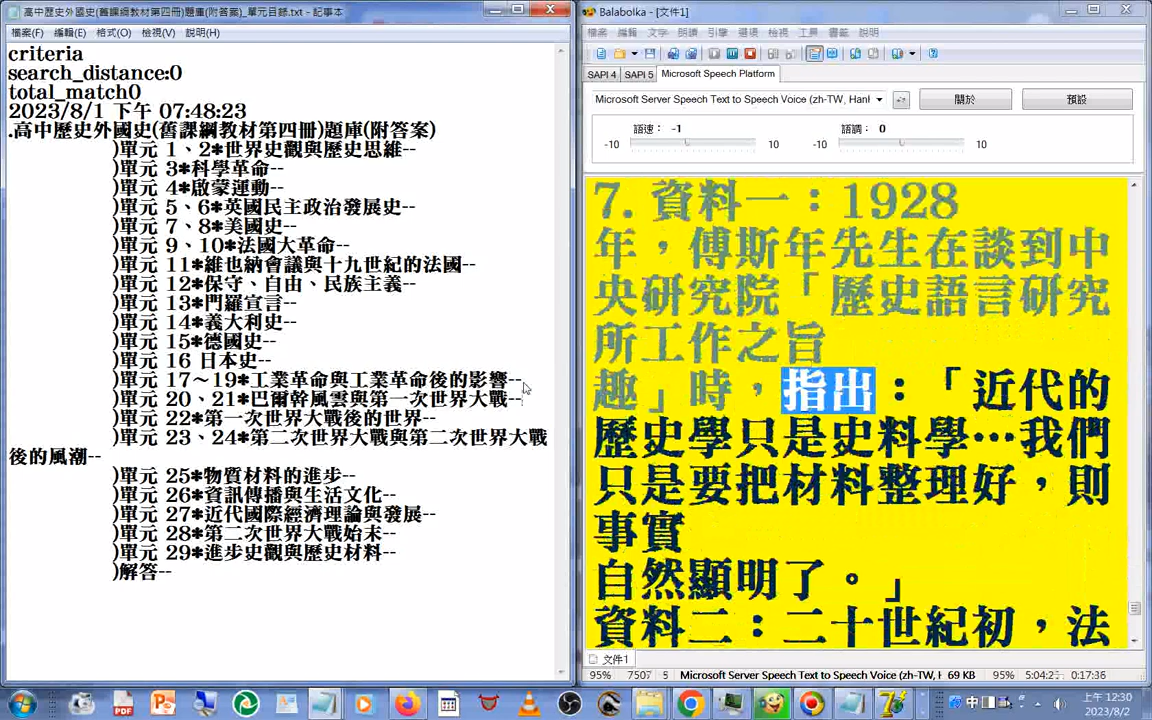 高中歷史外國史(舊課綱教材第四冊)題庫(附答案)_單元目錄.txt - 記事本
檔案(F) 編輯(E) 格式(O) 檢視(V) 說明(H)
criteria
search_distance:0
total_match0
2023/8/1 下午 07:48:23
.高中歷史外國史(舊課綱教材第四冊)題庫(附答案)
)單元 1、2*世界史觀與歷史思維--
)單元 3*科學革命--
)單元 4*啟蒙運動--
)單元 5、6*英國民主政治發展史--
)單元 7、8*美國史--
)單元 9、10*法國大革命--
)單元 11*維也納會議與十九世紀的法國--
)單元 12*保守、自由、民族主義--
)單元 13*門羅宣言--
)單元 14*義大利史--
)單元 15*德國史--
)單元 16 日本史--
)單元 17～19*工業革命與工業革命後的影響--
)單元 20、21*巴爾幹風雲與第一次世界大戰--
)單元 22*第一次世界大戰後的世界--
)單元 23、24*第二次世界大戰與第二次世界大戰
後的風潮--
)單元 25*物質材料的進步--
)單元 26*資訊傳播與生活文化--
)單元 27*近代國際經濟理論與發展--
)單元 28*第二次世界大戰始末--
)單元 29*進步史觀與歷史材料--
)解答--
Balabolka - [文件1]
檔案 編輯 文字 朗讀 引擎 選項 檢視 工具 書籤 說明
SAPI 4 SAPI 5 Microsoft Speech Platform
Microsoft Server Speech Text to Speech Voice (zh-TW, Hanl
關於 預設
語速： -1 語調： 0
-10 10 -10 10
7. 資料一：1928
年，傅斯年先生在談到中
央研究院「歷史語言研究
所工作之旨
趣」時，指出：「近代的
歷史學只是史料學…我們
只是要把材料整理好，則
事實
自然顯明了。」
資料二：二十世紀初，法
文件1
95% 7507 5 Microsoft Server Speech Text to Speech Voice (zh-TW, H 69 KB 95% 5:04:2 0:17:36
中
上午 12:30
2023/8/2